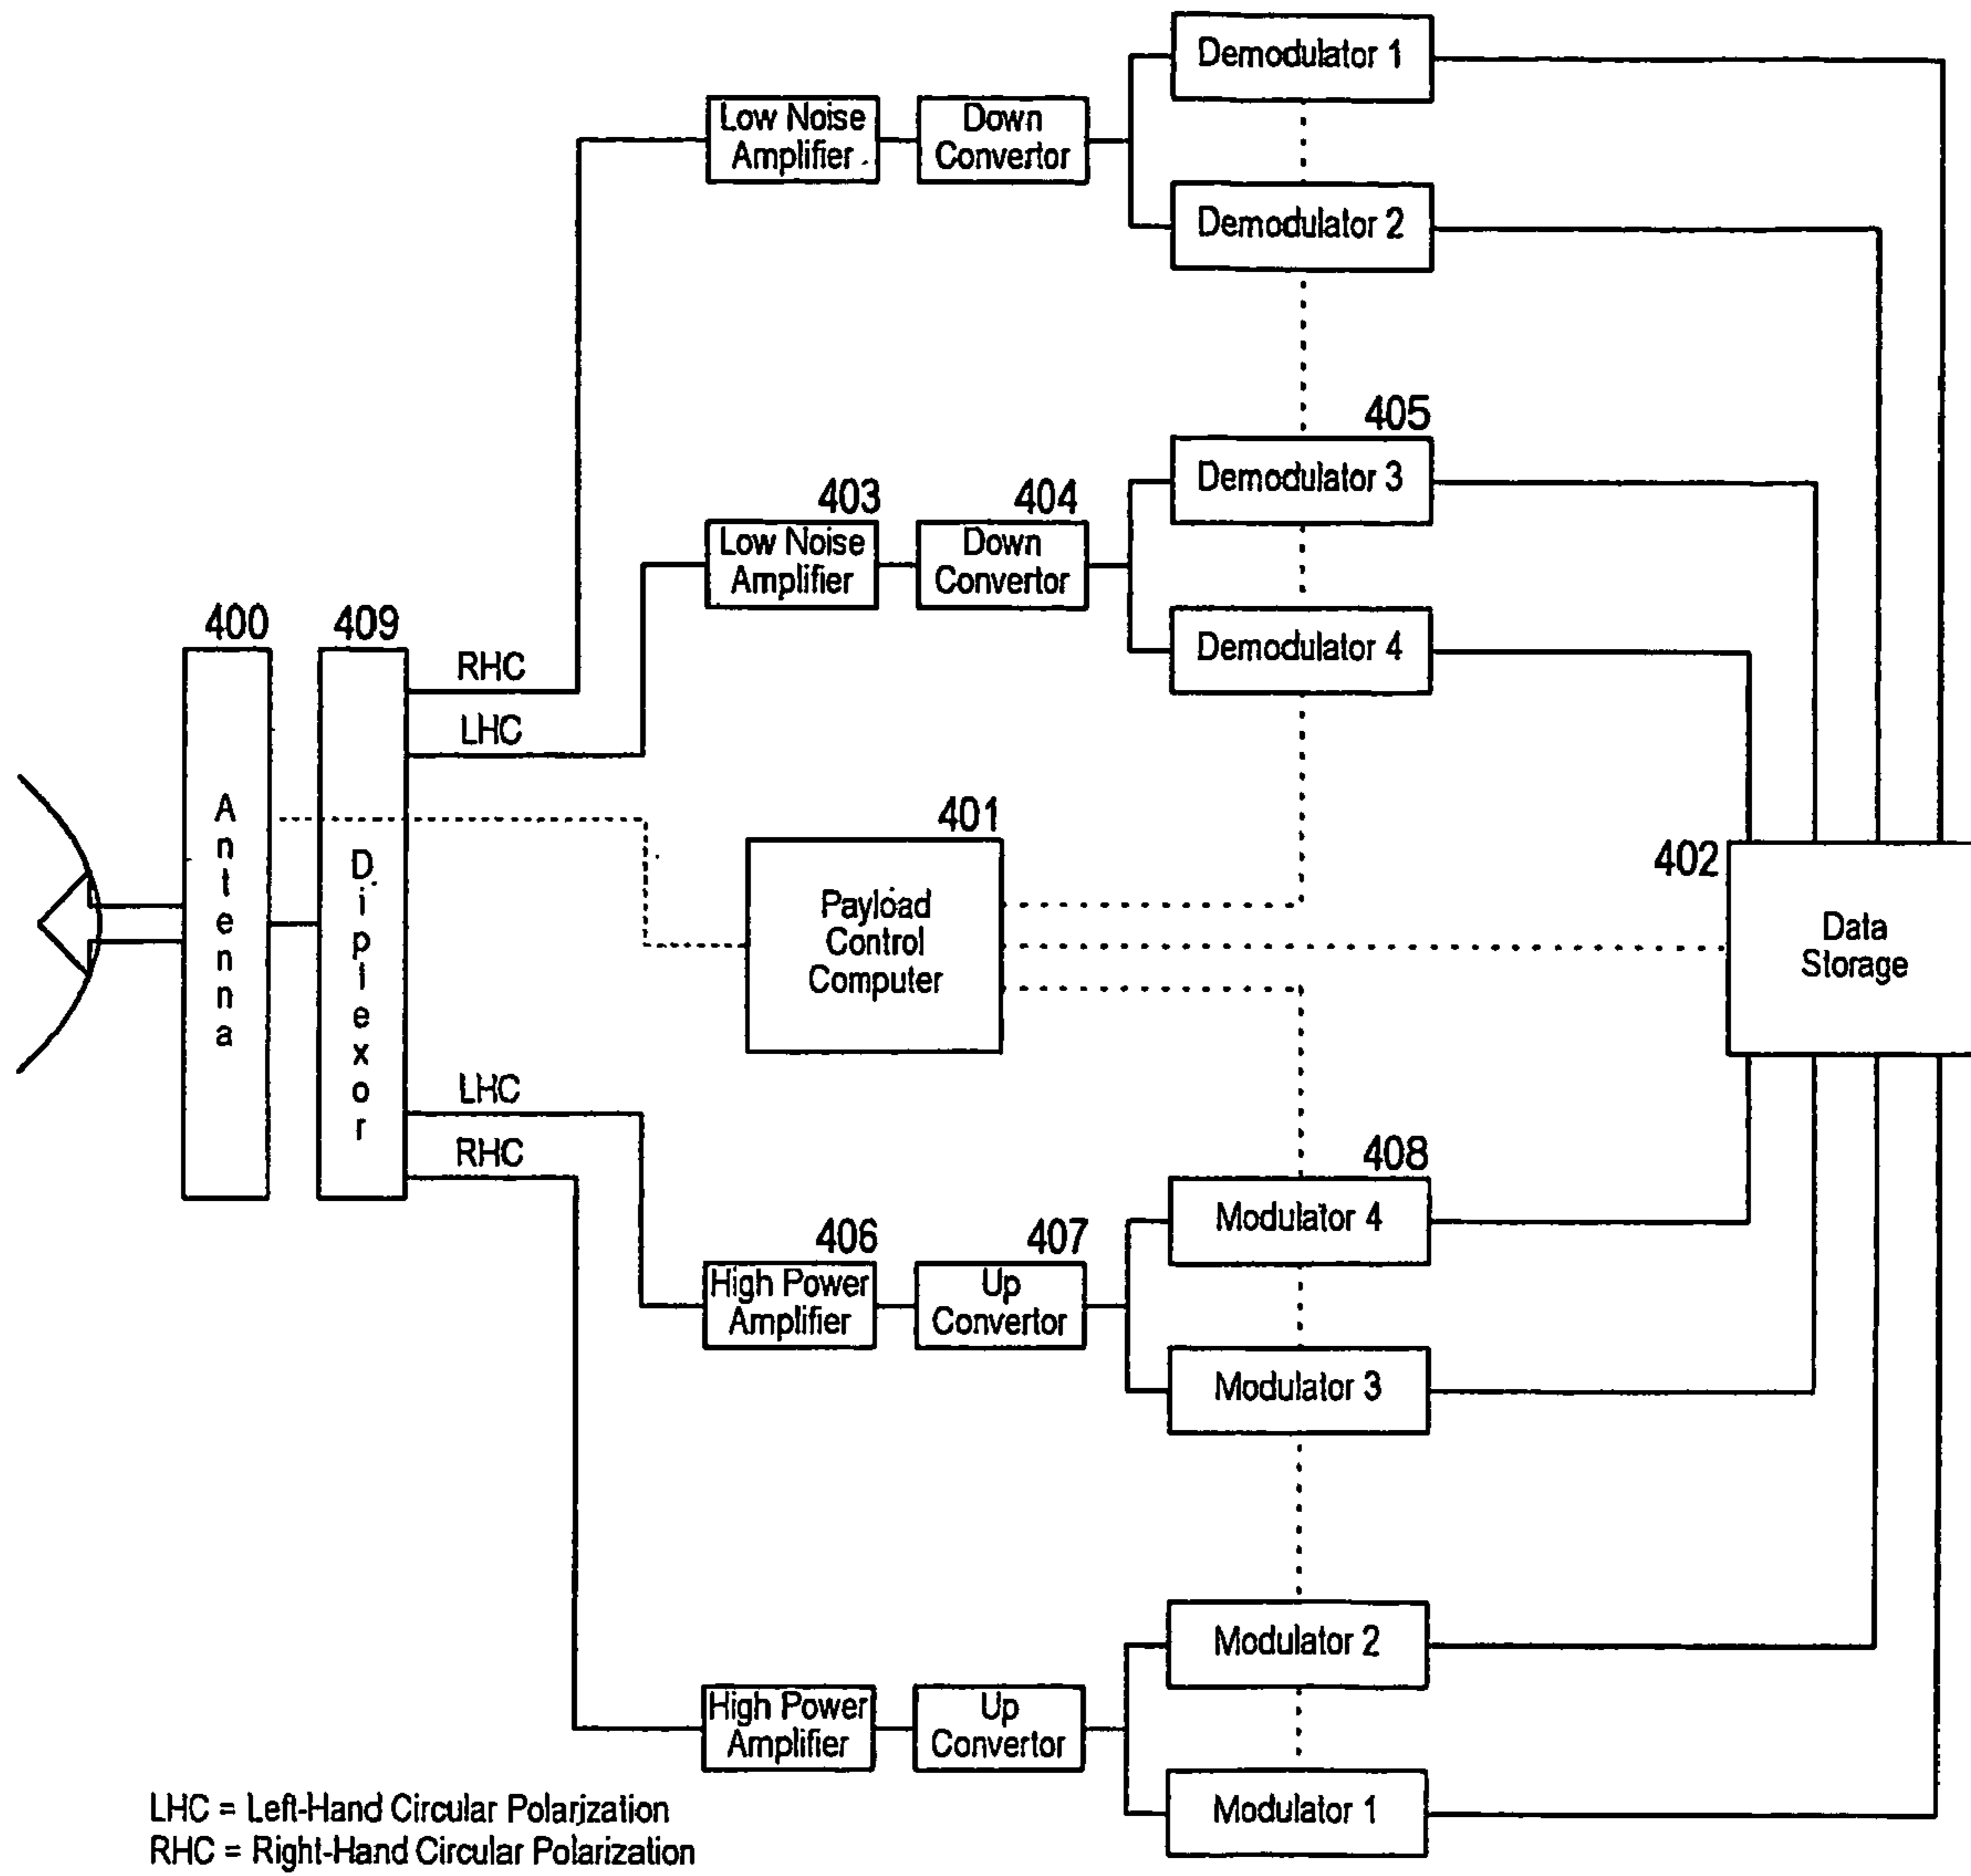 Demodulator 1
Low Noise
Amplifier
Down
Convertor
Demodulator 2
405
Demodulator 3
403
Low Noise
Amplifier
404
Down
Convertor
Demodulator 4
400
Antenna
409
Diplexor
RHC
LHC
401
Payload
Control
Computer
402
Data
Storage
LHC
RHC
408
Modulator 4
406
High Power
Amplifier
407
Up
Convertor
Modulator 3
Modulator 2
High Power
Amplifier
Up
Convertor
Modulator 1
LHC = Left-Hand Circular Polarization
RHC = Right-Hand Circular Polarization